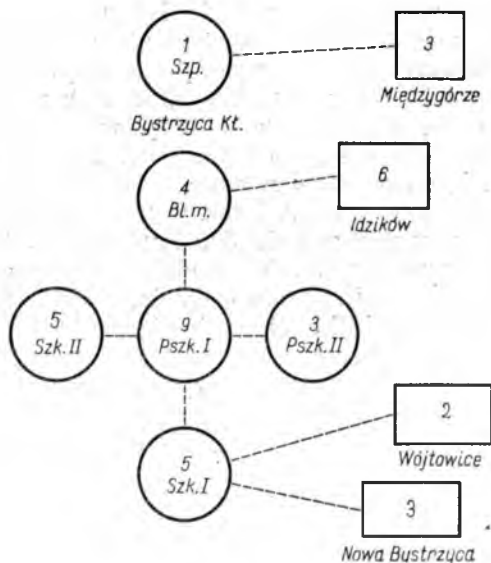 1
Szp.
Bystrzyca Kł.
3
Międzygórze
4
Bl.m.
6
Idzików
5
Szk. II
9
Pszk. I
3
Pszk. II
5
Szk. I
2
Wójtowice
3
Nowa Bystrzyca